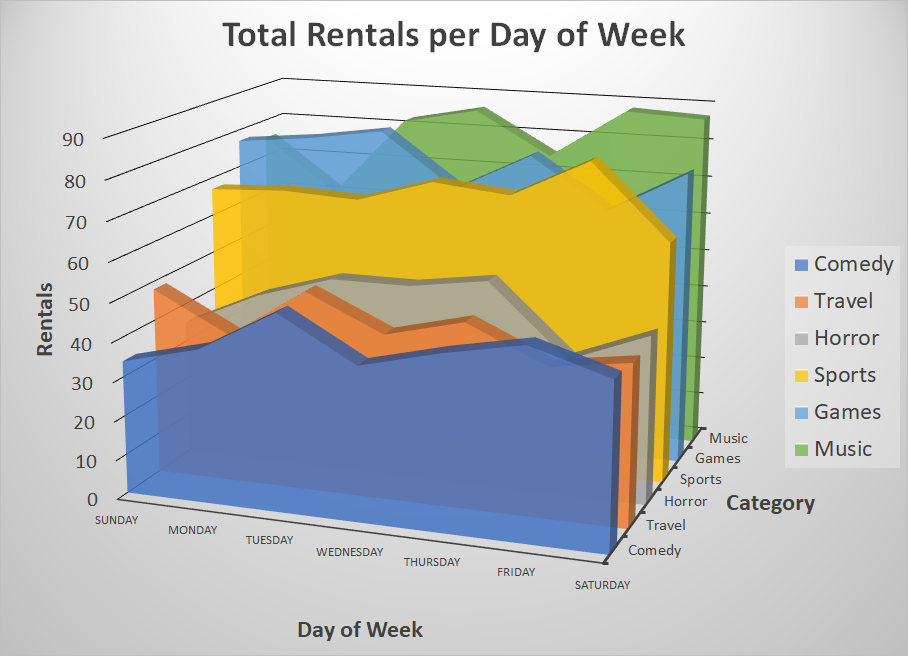 Total Rentals per Day of Week
90
80
70
60
50
40
30
20
10
0
Rentals
SUNDAY
MONDAY
TUESDAY
WEDNESDAY
THURSDAY
FRIDAY
SATURDAY
Day of Week
Music
Games
Sports
Horror
Travel
Comedy
Category
Comedy
Travel
Horror
Sports
Games
Music